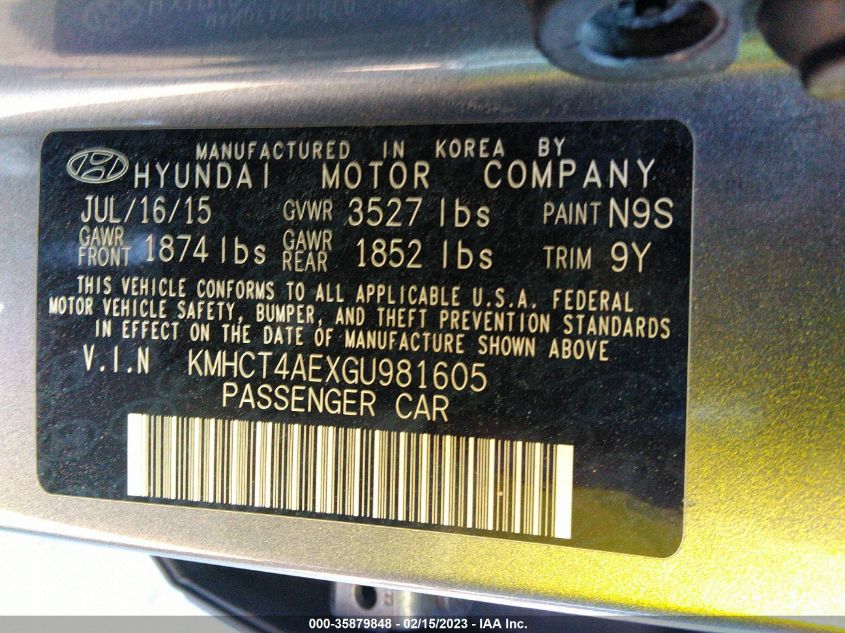 MANUFACTURED IN KOREA BY
HYUNDAI MOTOR COMPANY
JUL/16/15 GVWR 3527 lbs PAINT N9S
GAWR FRONT 1874 lbs GAWR REAR 1852 lbs TRIM 9Y
THIS VEHICLE CONFORMS TO ALL APPLICABLE U.S.A. FEDERAL
MOTOR VEHICLE SAFETY, BUMPER, AND THEFT PREVENTION STANDARDS
IN EFFECT ON THE DATE OF MANUFACTURE SHOWN ABOVE
V.I.N KMHCT4AEXGU981605
PASSENGER CAR
000-35879848 - 02/15/2023 - IAA Inc.